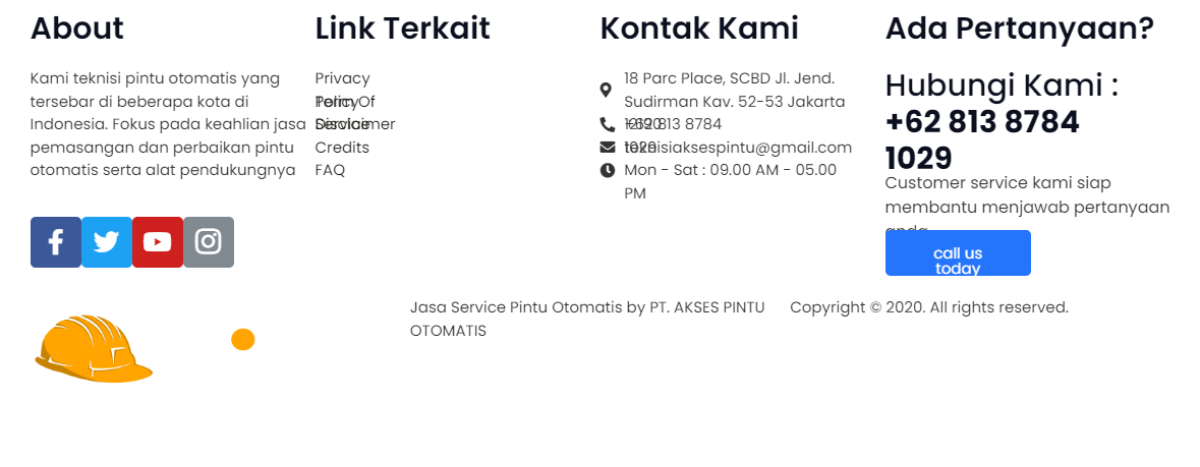 About
Kami teknisi pintu otomatis yang
tersebar di beberapa kota di
Indonesia. Fokus pada keahlian jasa
pemasangan dan perbaikan pintu
otomatis serta alat pendukungnya
Link Terkait
Privacy
Policy
Term Of
Service
Disclaimer
Credits
FAQ
Kontak Kami
18 Parc Place, SCBD Jl. Jend.
Sudirman Kav. 52-53 Jakarta
12190
+62 813 8784
1029
teknisiaksespintu@gmail.com
Mon - Sat : 09.00 AM - 05.00
PM
Ada Pertanyaan?
Hubungi Kami :
+62 813 8784
1029
Customer service kami siap
membantu menjawab pertanyaan
anda
call us
today
Jasa Service Pintu Otomatis by PT. AKSES PINTU
OTOMATIS
Copyright © 2020. All rights reserved.